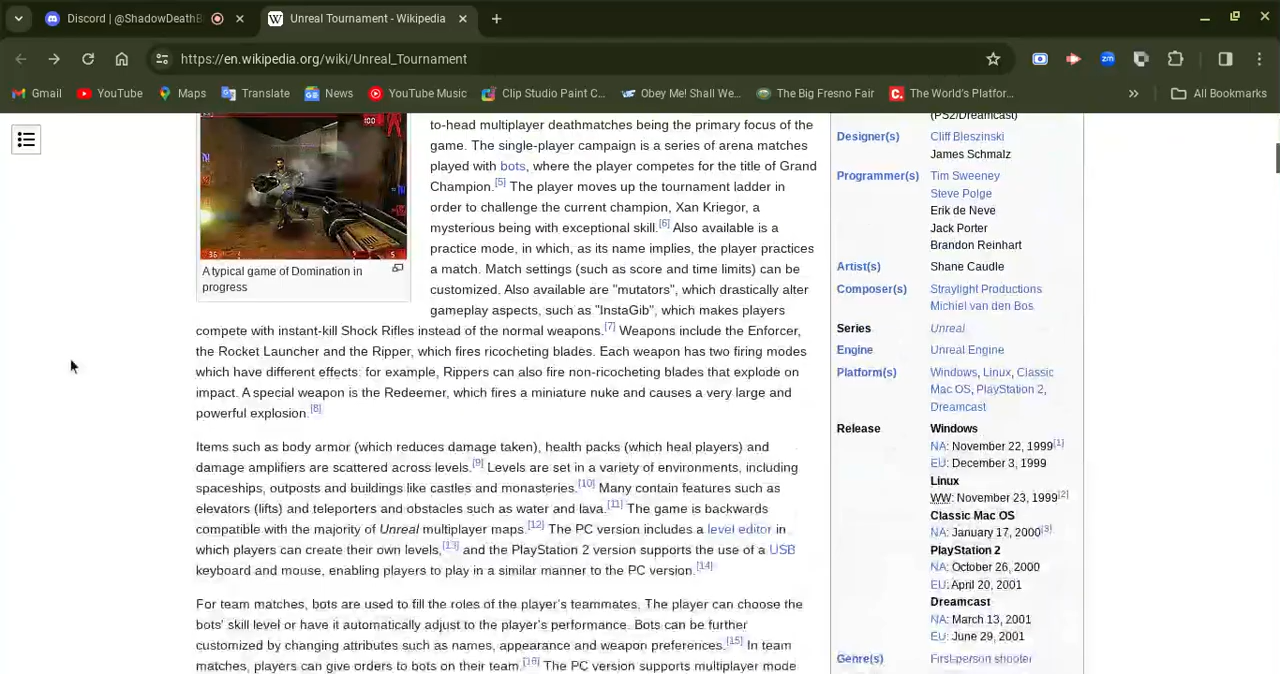 Discord | @ShadowDeathB
Unreal Tournament - Wikipedia
https://en.wikipedia.org/wiki/Unreal_Tournament
Gmail
YouTube
Maps
Translate
News
YouTube Music
Clip Studio Paint C...
Obey Me! Shall We...
The Big Fresno Fair
The World's Platfor...
All Bookmarks
100
36
A typical game of Domination in
progress
to-head multiplayer deathmatches being the primary focus of the
game. The single-player campaign is a series of arena matches
played with bots, where the player competes for the title of Grand
Champion.[5] The player moves up the tournament ladder in
order to challenge the current champion, Xan Kriegor, a
mysterious being with exceptional skill.[6] Also available is a
practice mode, in which, as its name implies, the player practices
a match. Match settings (such as score and time limits) can be
customized. Also available are "mutators", which drastically alter
gameplay aspects, such as "InstaGib", which makes players
compete with instant-kill Shock Rifles instead of the normal weapons.[7] Weapons include the Enforcer,
the Rocket Launcher and the Ripper, which fires ricocheting blades. Each weapon has two firing modes
which have different effects: for example, Rippers can also fire non-ricocheting blades that explode on
impact. A special weapon is the Redeemer, which fires a miniature nuke and causes a very large and
powerful explosion.[8]
Items such as body armor (which reduces damage taken), health packs (which heal players) and
damage amplifiers are scattered across levels.[9] Levels are set in a variety of environments, including
spaceships, outposts and buildings like castles and monasteries.[10] Many contain features such as
elevators (lifts) and teleporters and obstacles such as water and lava.[11] The game is backwards
compatible with the majority of Unreal multiplayer maps.[12] The PC version includes a level editor in
which players can create their own levels,[13] and the PlayStation 2 version supports the use of a USB
keyboard and mouse, enabling players to play in a similar manner to the PC version.[14]
For team matches, bots are used to fill the roles of the player's teammates. The player can choose the
bots' skill level or have it automatically adjust to the player's performance. Bots can be further
customized by changing attributes such as names, appearance and weapon preferences.[15] In team
matches, players can give orders to bots on their team.[16] The PC version supports multiplayer mode
(PS2/Dreamcast)
Designer(s) Cliff Bleszinski
James Schmalz
Programmer(s) Tim Sweeney
Steve Polge
Erik de Neve
Jack Porter
Brandon Reinhart
Artist(s) Shane Caudle
Composer(s) Straylight Productions
Michiel van den Bos
Series Unreal
Engine Unreal Engine
Platform(s) Windows, Linux, Classic
Mac OS, PlayStation 2,
Dreamcast
Release Windows
NA: November 22, 1999[1]
EU: December 3, 1999
Linux
WW: November 23, 1999[2]
Classic Mac OS
NA: January 17, 2000[3]
PlayStation 2
NA: October 26, 2000
EU: April 20, 2001
Dreamcast
NA: March 13, 2001
EU: June 29, 2001
Genre(s) First-person shooter